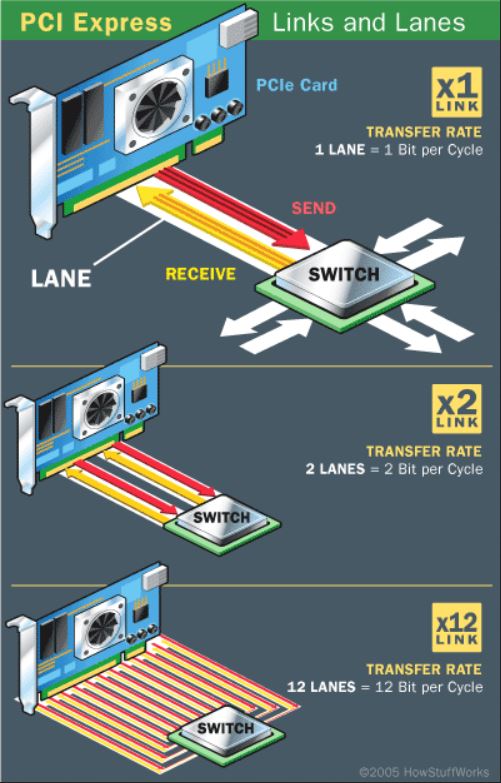 PCI Express Links and Lanes
PCIe Card
x1
LINK
TRANSFER RATE
1 LANE = 1 Bit per Cycle
SEND
LANE
RECEIVE
SWITCH
x2
LINK
TRANSFER RATE
2 LANES = 2 Bit per Cycle
SWITCH
x12
LINK
TRANSFER RATE
12 LANES = 12 Bit per Cycle
SWITCH
©2005 HowStuffWorks